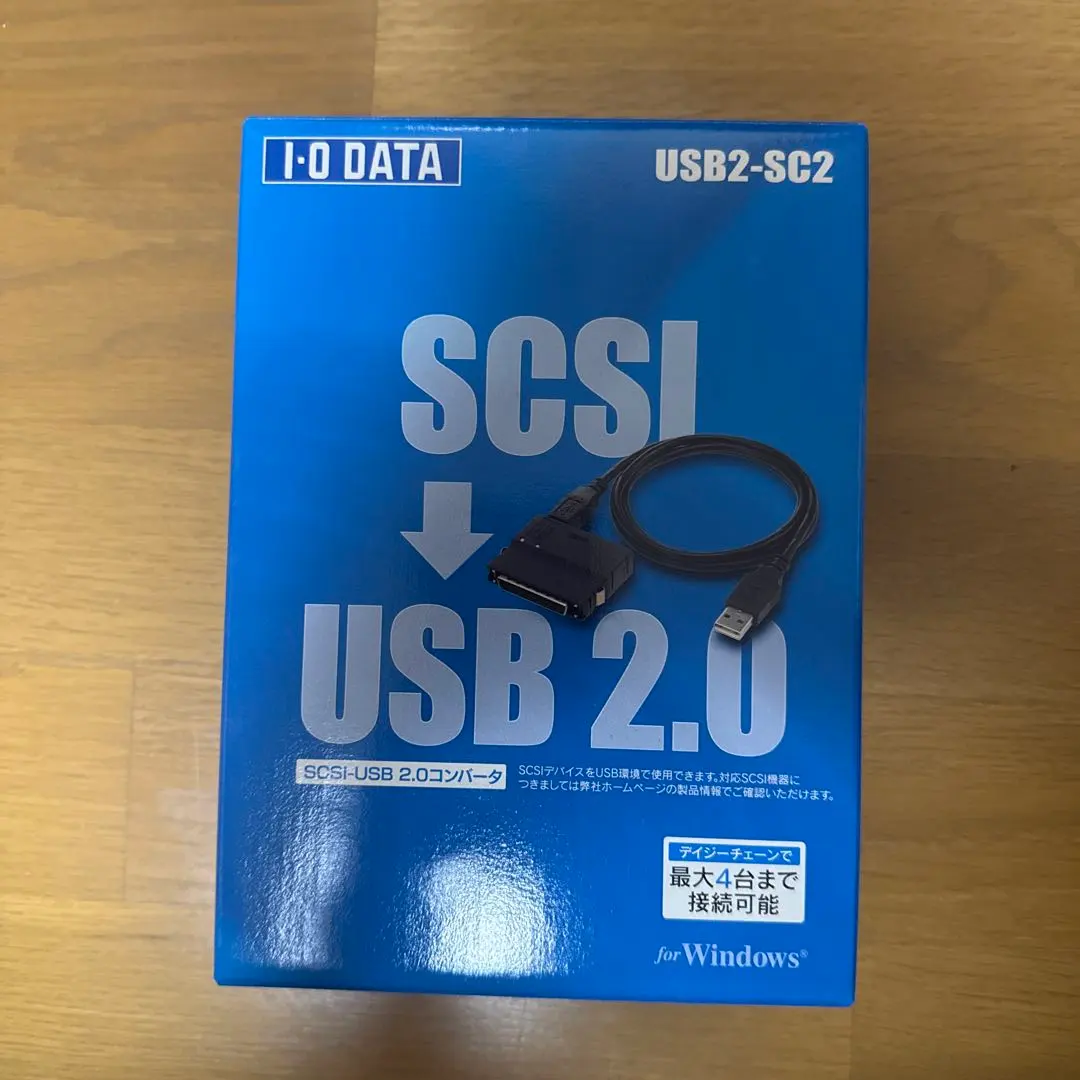 I·O DATA
USB2-SC2
SCSI
USB 2.0
SCSI-USB 2.0コンバータ
SCSIデバイスをUSB環境で使用できます。対応SCSI機器に
つきましては弊社ホームページの製品情報でご確認いただけます。
デイジーチェーンで
最大4台まで
接続可能
for Windows®